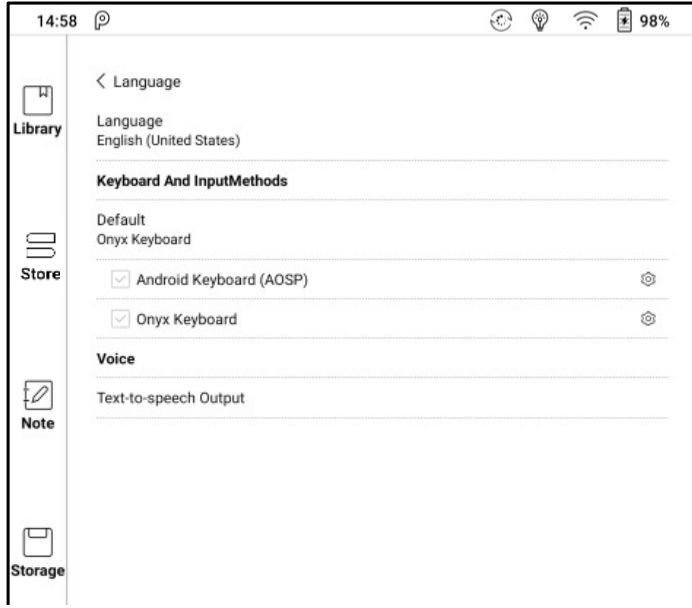 14:58
98%
Language
Language
English (United States)
Keyboard And InputMethods
Default
Onyx Keyboard
Android Keyboard (AOSP)
Onyx Keyboard
Voice
Text-to-speech Output
Library
Store
Note
Storage